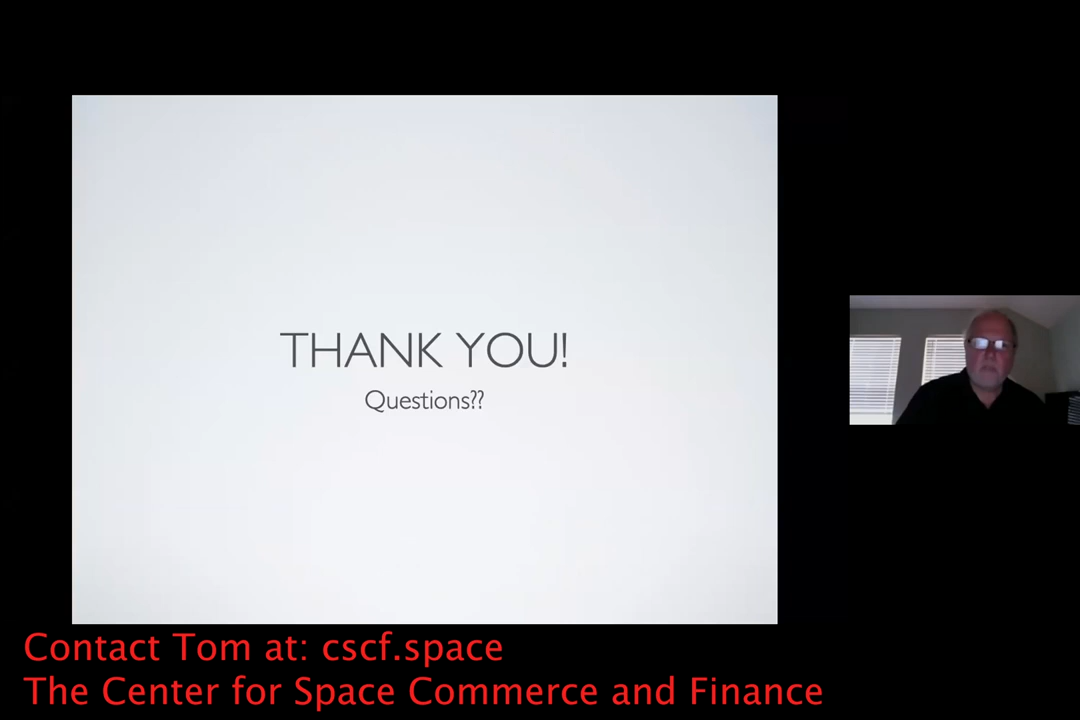 THANK YOU!
Questions??
Contact Tom at: cscf.space
The Center for Space Commerce and Finance